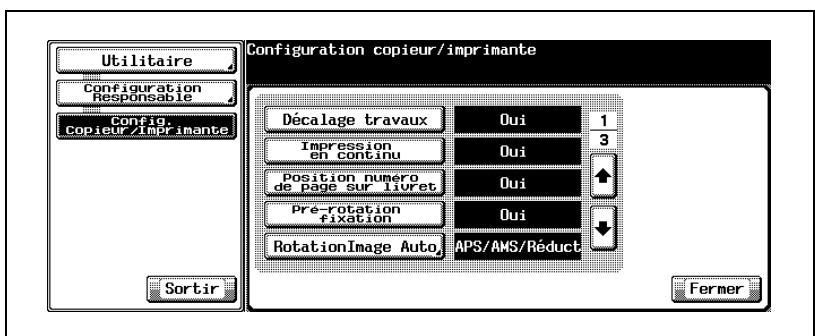 Utilitaire
Configuration
Responsable
Config.
Copieur/Imprimante
Sortir
Configuration copieur/imprimante
Décalage travaux
Oui
Impression
en continu
Oui
Position numéro
de page sur livret
Oui
Pré-rotation
fixation
Oui
RotationImage Auto
APS/AMS/Réduct
1
3
Fermer